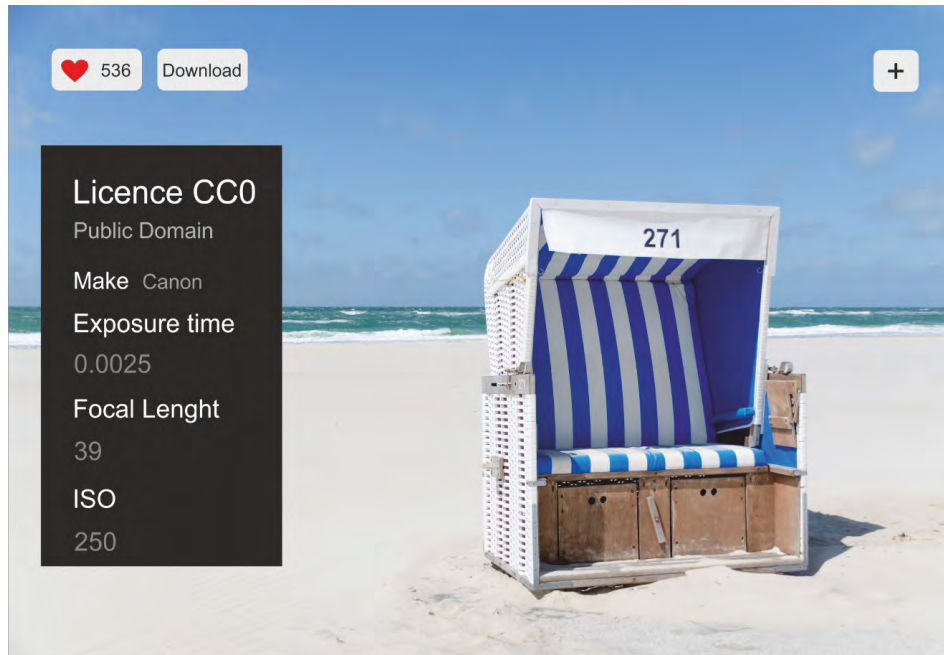 536 Download +
Licence CC0
Public Domain
Make Canon
Exposure time
0.0025
Focal Lenght
39
ISO
250
271